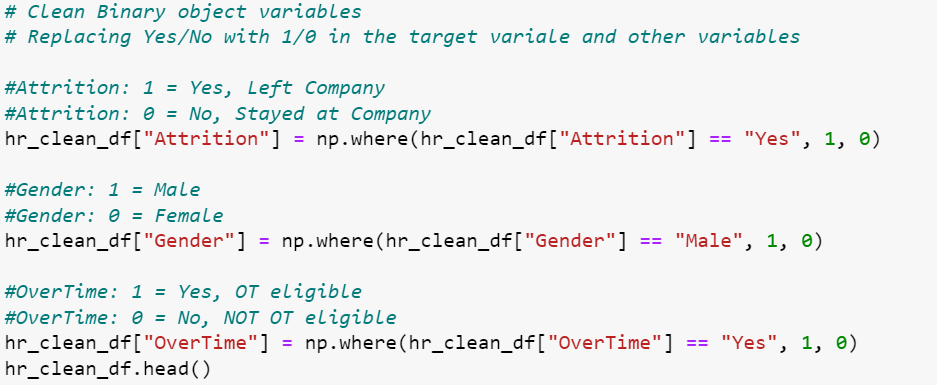 # Clean Binary object variables
# Replacing Yes/No with 1/0 in the target variale and other variables
#Attrition: 1 = Yes, Left Company
#Attrition: 0 = No, Stayed at Company
hr_clean_df["Attrition"] = np.where(hr_clean_df["Attrition"] == "Yes", 1, 0)
#Gender: 1 = Male
#Gender: 0 = Female
hr_clean_df["Gender"] = np.where(hr_clean_df["Gender"] == "Male", 1, 0)
#OverTime: 1 = Yes, OT eligible
#OverTime: 0 = No, NOT OT eligible
hr_clean_df["OverTime"] = np.where(hr_clean_df["OverTime"] == "Yes", 1, 0)
hr_clean_df.head()